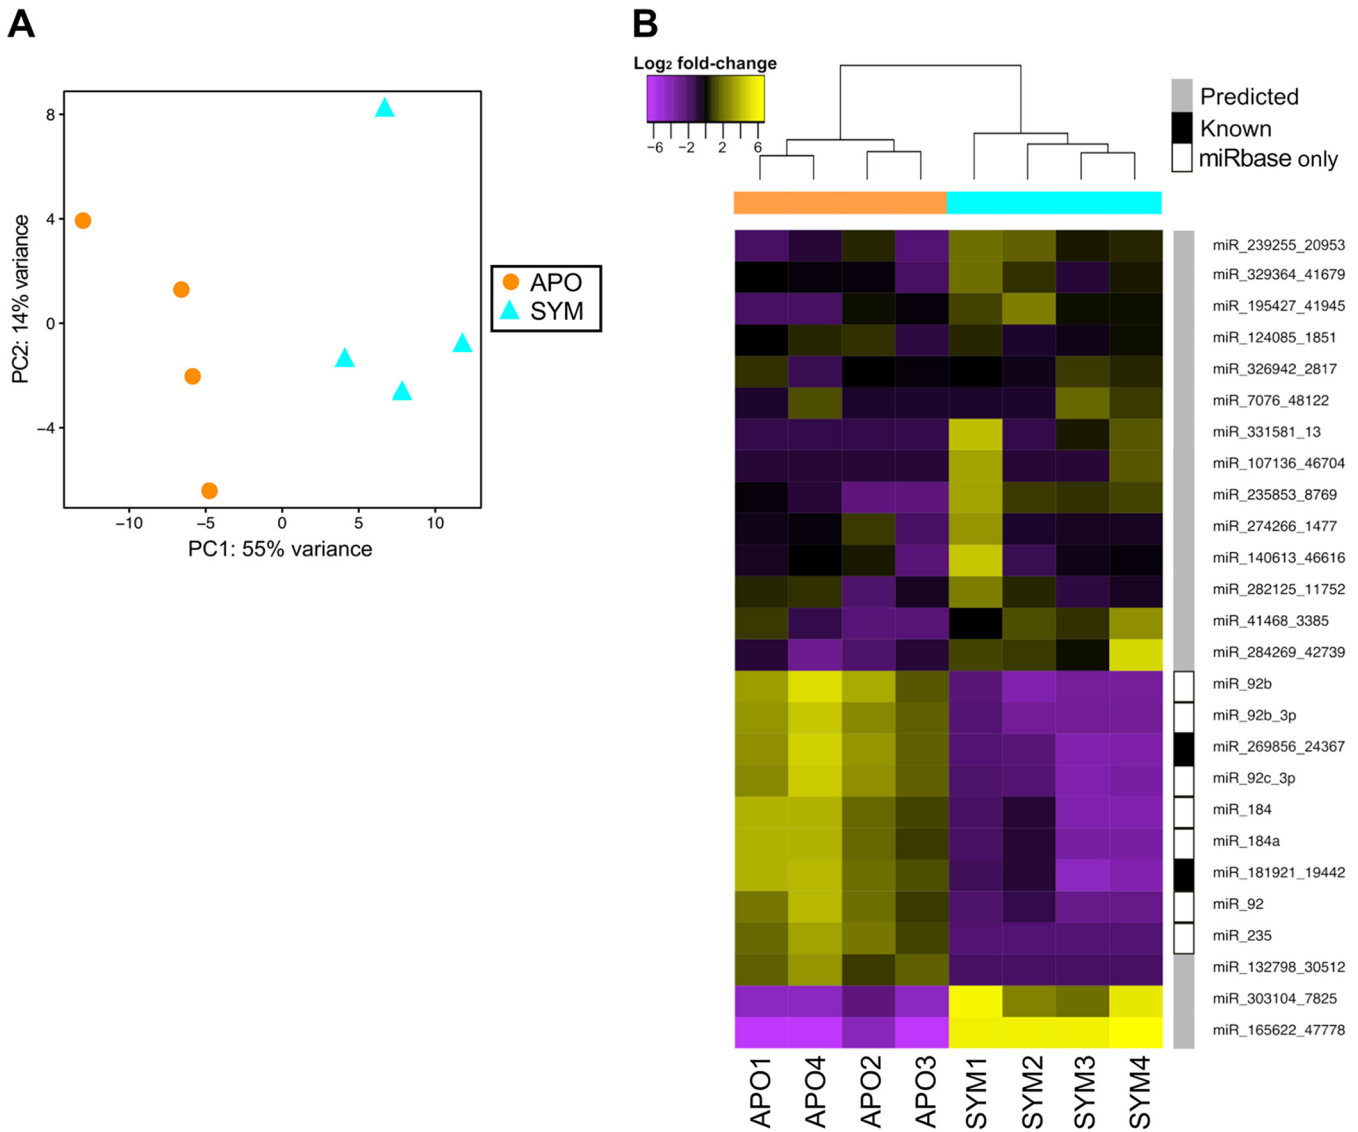 A
8
4
0
−4
PC2: 14% variance
−10
−5
0
5
10
PC1: 55% variance
APO
SYM
B
Log₂ fold-change
−6
−2
2
6
Predicted
Known
miRbase only
miR_239255_20953
miR_329364_41679
miR_195427_41945
miR_124085_1851
miR_326942_2817
miR_7076_48122
miR_331581_13
miR_107136_46704
miR_235853_8769
miR_274266_1477
miR_140613_46616
miR_282125_11752
miR_41468_3385
miR_284269_42739
miR_92b
miR_92b_3p
miR_269856_24367
miR_92c_3p
miR_184
miR_184a
miR_181921_19442
miR_92
miR_235
miR_132798_30512
miR_303104_7825
miR_165622_47778
APO1
APO4
APO2
APO3
SYM1
SYM2
SYM3
SYM4